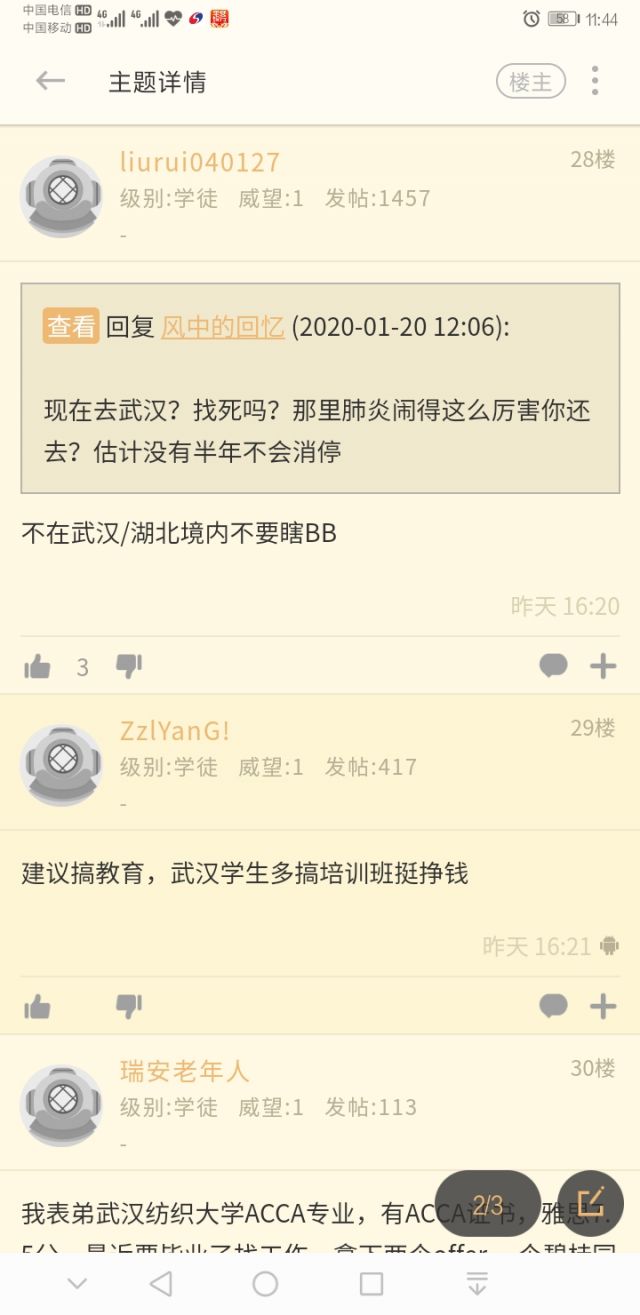 中国电信 HD 4G 4G 58 11:44
中国移动 HD
主题详情 楼主
liurui040127 28楼
级别:学徒 威望:1 发帖:1457
-
查看 回复 风中的回忆 (2020-01-20 12:06):
现在去武汉？找死吗？那里肺炎闹得这么厉害你还
去？估计没有半年不会消停
不在武汉/湖北境内不要瞎BB
昨天 16:20
3
ZzlYanG! 29楼
级别:学徒 威望:1 发帖:417
-
建议搞教育，武汉学生多搞培训班挺挣钱
昨天 16:21
瑞安老年人 30楼
级别:学徒 威望:1 发帖:113
-
2/3
我表弟武汉纺织大学ACCA专业，有ACCA证书，雅思7.
5分，最近要毕业了找工作，拿下两个offer，一个碧桂园